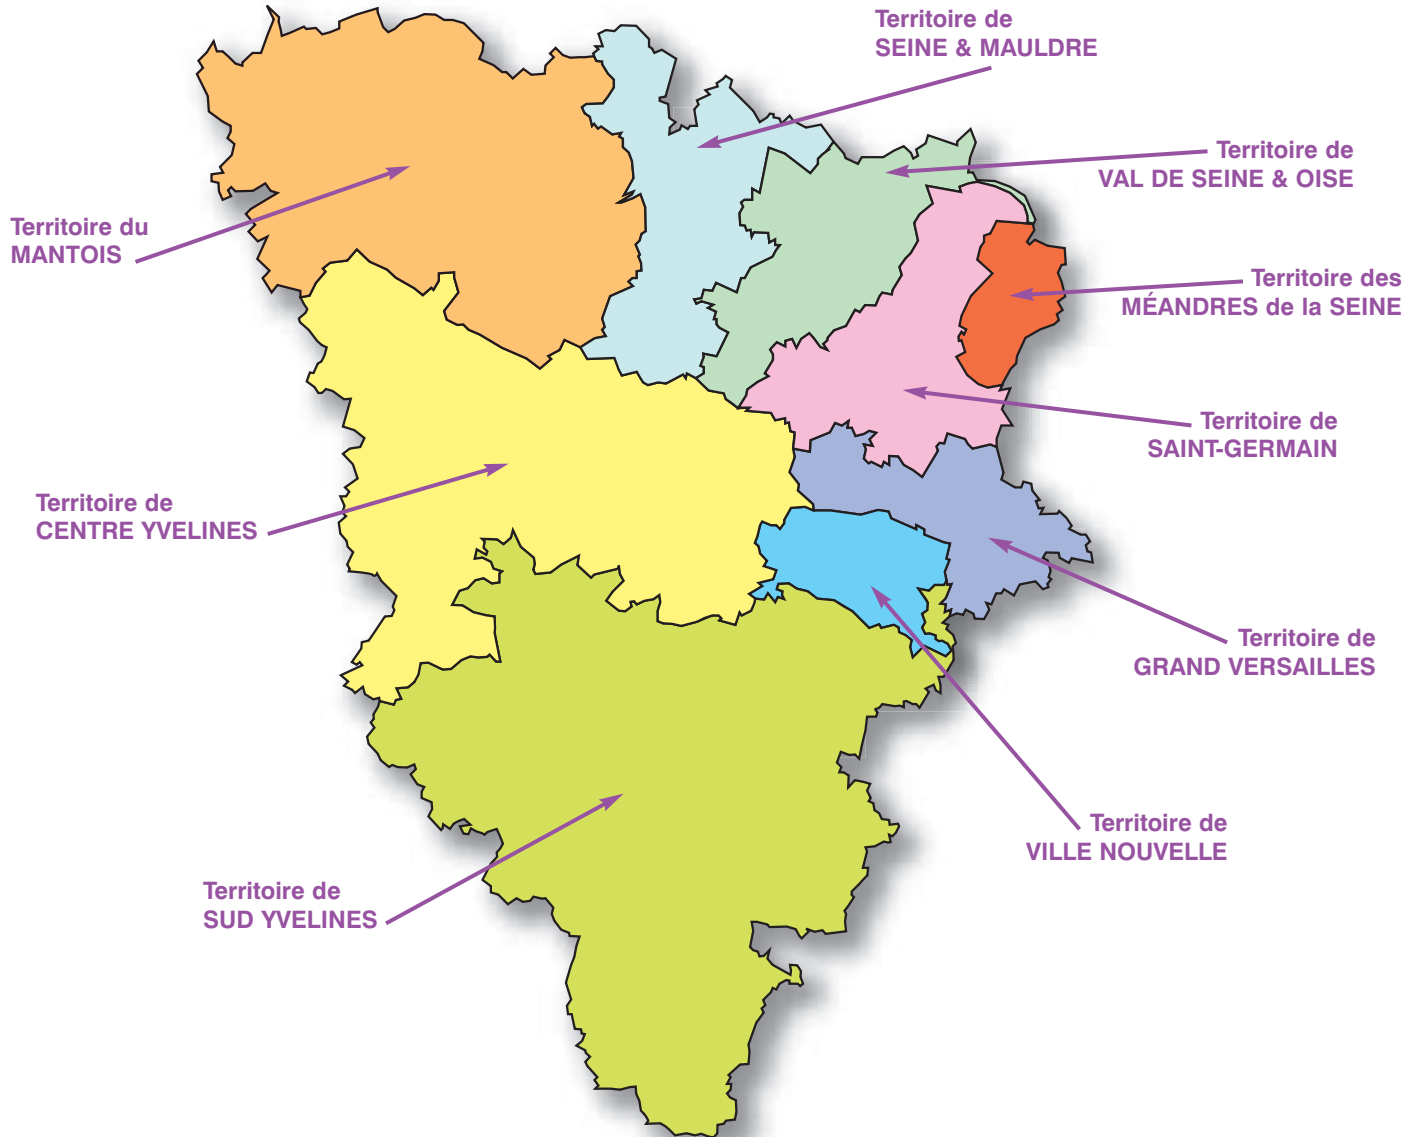 Territoire de
SEINE & MAULDRE
Territoire de
VAL DE SEINE & OISE
Territoire du
MANTOIS
Territoire des
MÉANDRES de la SEINE
Territoire de
SAINT-GERMAIN
Territoire de
CENTRE YVELINES
Territoire de
GRAND VERSAILLES
Territoire de
VILLE NOUVELLE
Territoire de
SUD YVELINES